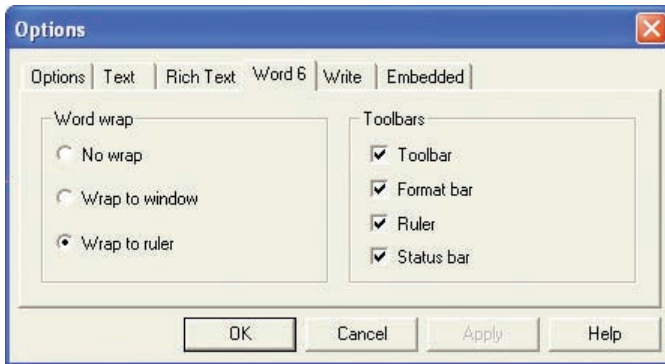 Options
Options Text Rich Text Word 6 Write Embedded
Word wrap
No wrap
Wrap to window
Wrap to ruler
Toolbars
Toolbar
Format bar
Ruler
Status bar
OK Cancel Apply Help